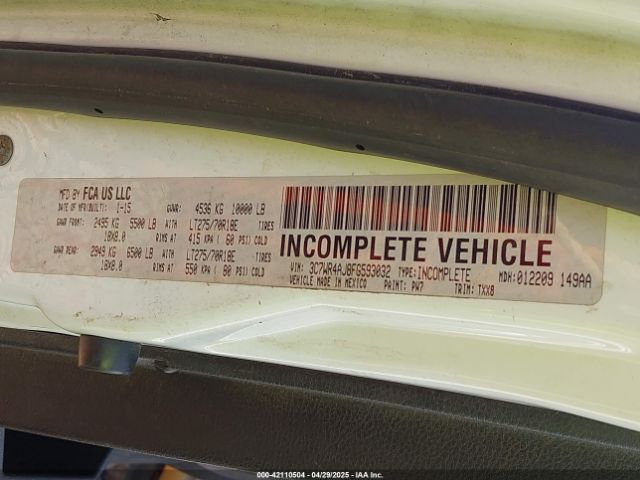 MFD BY FCA US LLC
DATE OF MFR(BUILT): 1-15 GVWR: 4536 KG 10000 LB
GAWR FRONT: 2495 KG 5500 LB WITH LT275/70R18E TIRES
18X8.0 RIMS AT 415 KPA ( 60 PSI) COLD
GAWR REAR: 2949 KG 6500 LB WITH LT275/70R18E TIRES
18X8.0 RIMS AT 550 KPA ( 80 PSI) COLD
INCOMPLETE VEHICLE
VIN: 3C7WR4AJ8FG593032 TYPE: INCOMPLETE MDH: 012209 149AA
VEHICLE MADE IN MEXICO PAINT: PW7 TRIM: TXX8
000-42110504 - 04/29/2025 - IAA Inc.